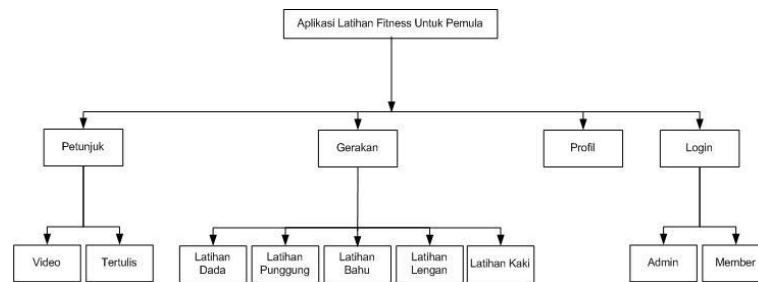 Aplikasi Latihan Fitness Untuk Pemula
Petunjuk
Gerakan
Profil
Login
Video
Tertulis
Latihan
Dada
Latihan
Punggung
Latihan
Bahu
Latihan
Lengan
Latihan Kaki
Admin
Member